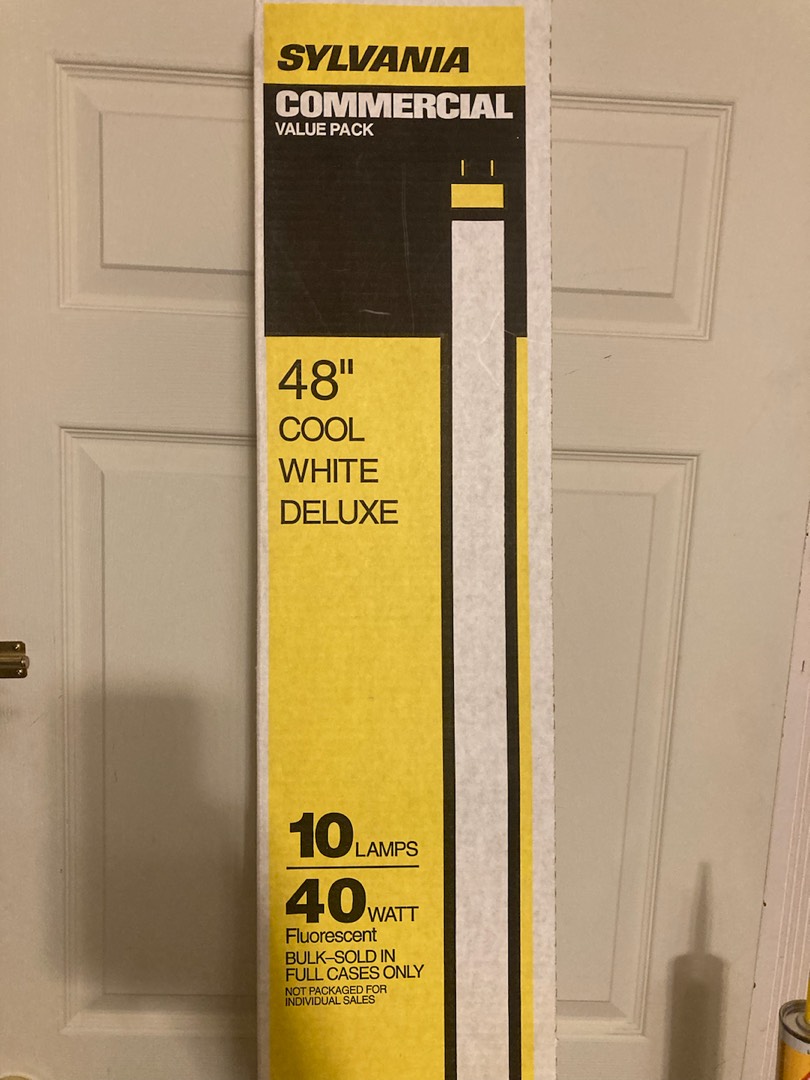 SYLVANIA
COMMERCIAL
VALUE PACK
48"
COOL
WHITE
DELUXE
10 LAMPS
40 WATT
Fluorescent
BULK–SOLD IN
FULL CASES ONLY
NOT PACKAGED FOR
INDIVIDUAL SALES